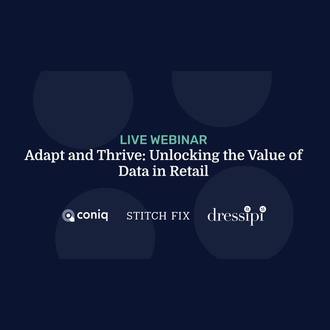 LIVE WEBINAR
Adapt and Thrive: Unlocking the Value of
Data in Retail
coniq STITCH FIX dressipi